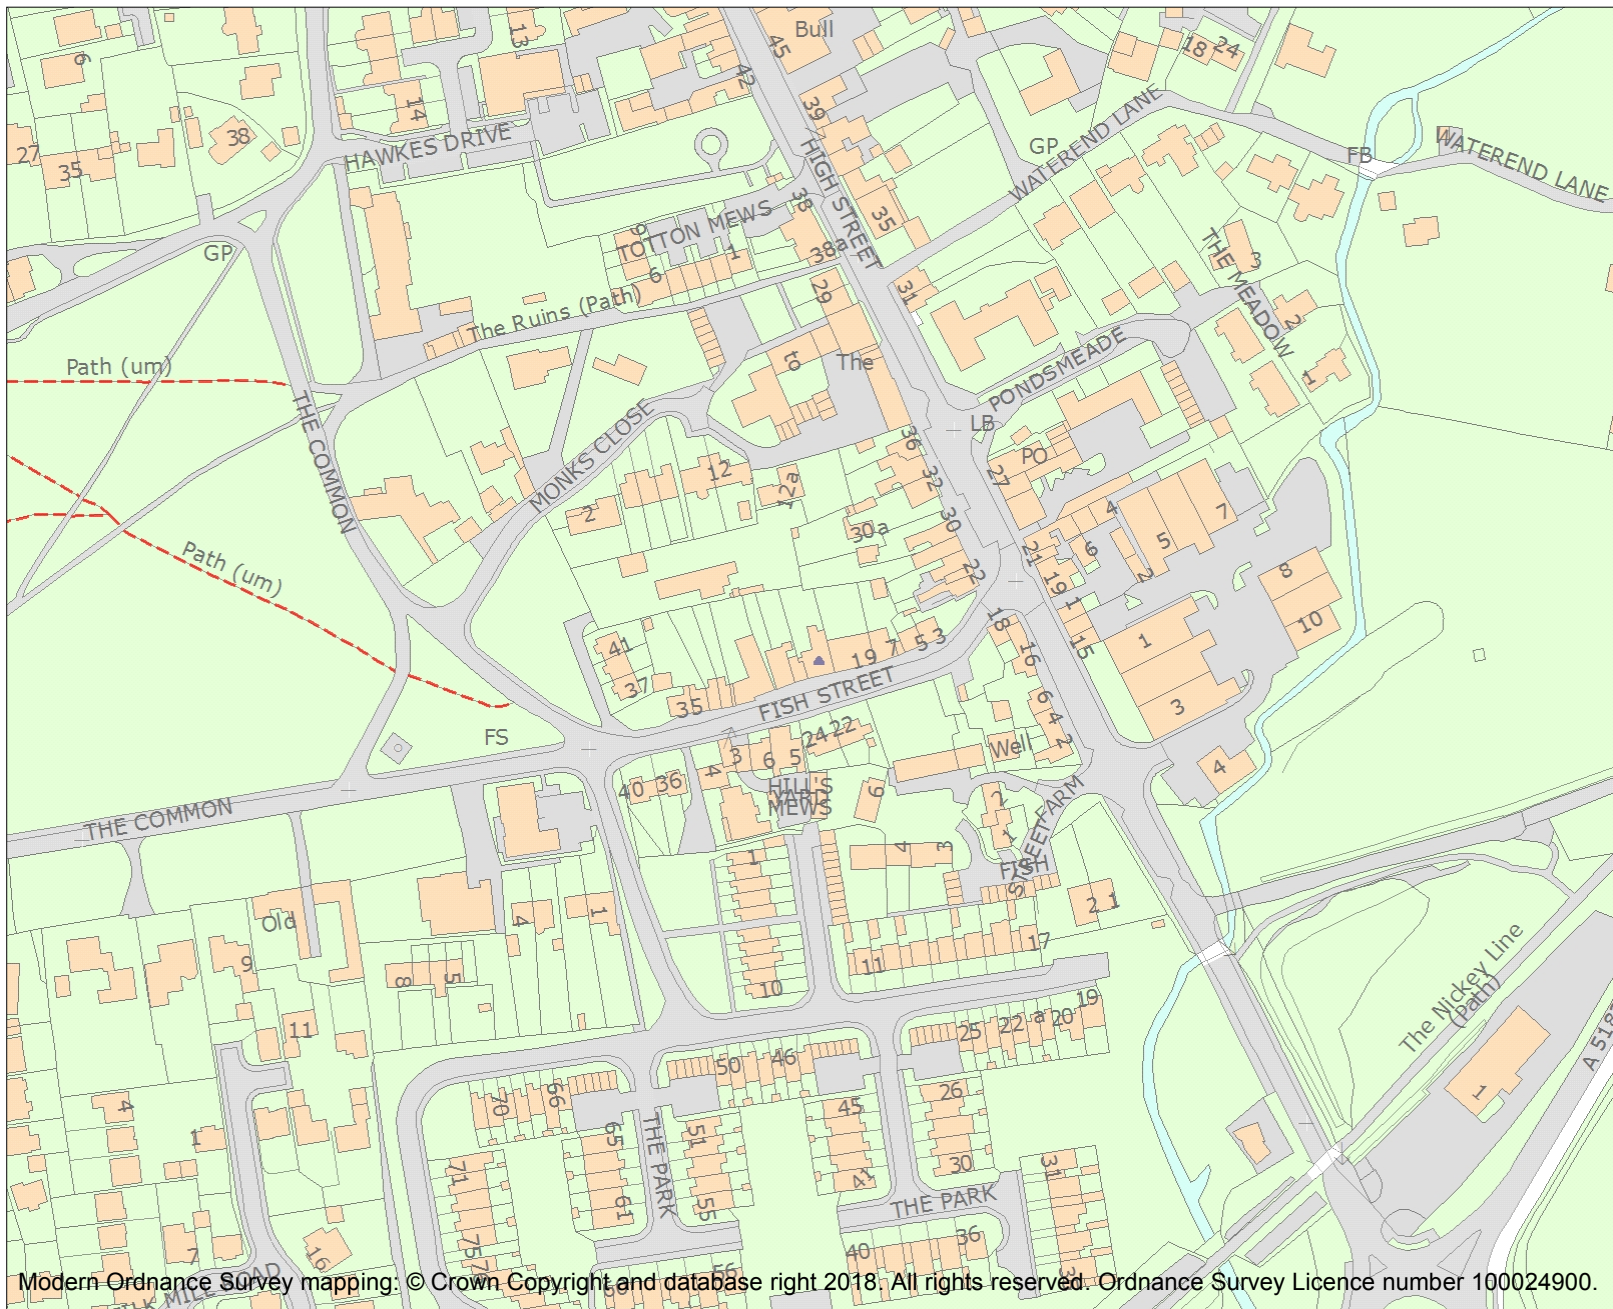 Bull
45
42
13
6
14
39
18
24
GP
WATEREND LANE
FB
WATEREND LANE
27
35
38
HAWKES DRIVE
HIGH STREET
38
35
TOTTON MEWS
9
6
1
38a
GP
THE MEADOW
3
2
1
31
29
The Ruins (Path)
Path (um)
THE COMMON
to
The
PONDSMEADE
LB
MONKS CLOSE
36
32
30
22
PO
27
12
12a
2
30a
4
5
7
6
2
21
19
1
15
8
10
Path (um)
41
37
35
19
7
5
3
18
16
6
4
2
1
3
4
FISH STREET
FS
24
22
3
6
5
4
40
36
HILL'S
YARD
MEWS
Well
9
2
1
FISH
STREET
FARM
THE COMMON
1
4
3
2
1
Old
9
4
1
8
5
11
10
11
17
19
20
a
22
25
The Nickey Line
(Path)
A 518
1
50
46
70
66
26
45
4
1
65
51
THE PARK
71
61
55
41
30
31
THE PARK
7
16
75
40
36
56
Modern Ordnance Survey mapping: © Crown Copyright and database right 2018. All rights reserved. Ordnance Survey Licence number 100024900.